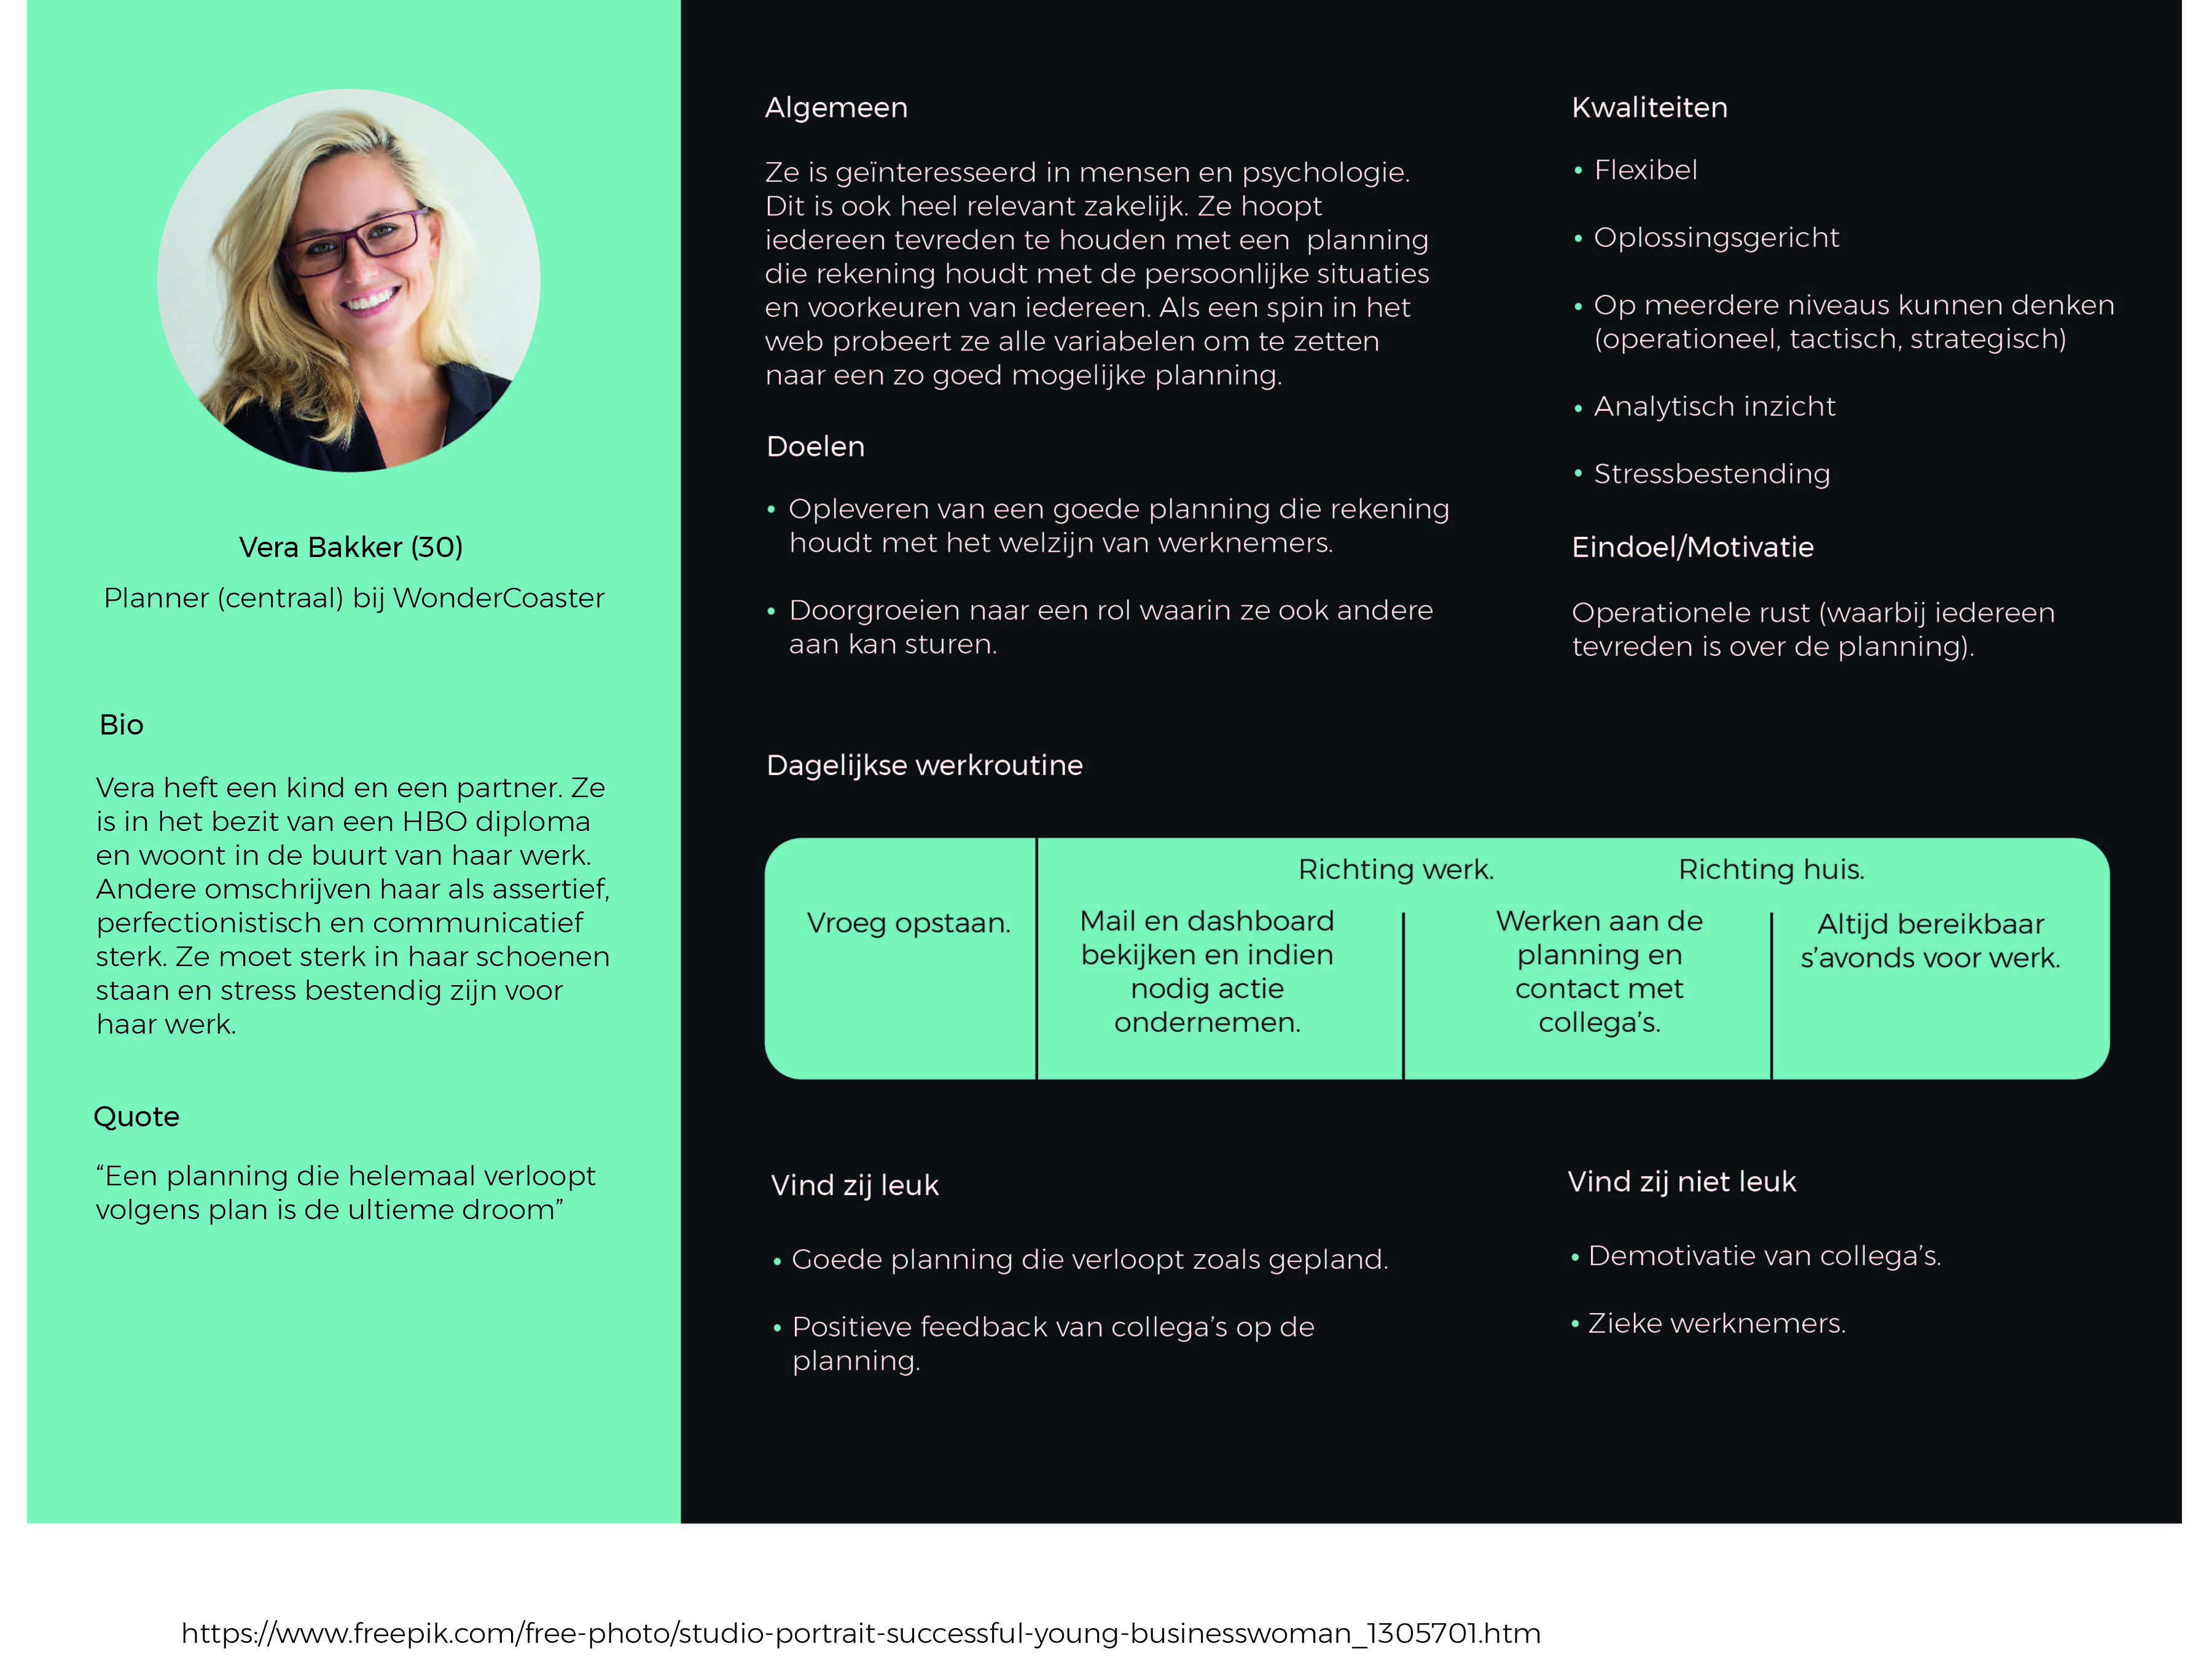 Vera Bakker (30)
Planner (centraal) bij WonderCoaster
Bio
Vera heft een kind en een partner. Ze
is in het bezit van een HBO diploma
en woont in de buurt van haar werk.
Andere omschrijven haar als assertief,
perfectionistisch en communicatief
sterk. Ze moet sterk in haar schoenen
staan en stress bestendig zijn voor
haar werk.
Quote
“Een planning die helemaal verloopt
volgens plan is de ultieme droom”
Algemeen
Ze is geïnteresseerd in mensen en psychologie.
Dit is ook heel relevant zakelijk. Ze hoopt
iedereen tevreden te houden met een  planning
die rekening houdt met de persoonlijke situaties
en voorkeuren van iedereen. Als een spin in het
web probeert ze alle variabelen om te zetten
naar een zo goed mogelijke planning.
Doelen
• Opleveren van een goede planning die rekening
houdt met het welzijn van werknemers.
• Doorgroeien naar een rol waarin ze ook andere
aan kan sturen.
Kwaliteiten
• Flexibel
• Oplossingsgericht
• Op meerdere niveaus kunnen denken
(operationeel, tactisch, strategisch)
• Analytisch inzicht
• Stressbestending
Eindoel/Motivatie
Operationele rust (waarbij iedereen
tevreden is over de planning).
Dagelijkse werkroutine
Vroeg opstaan.
Richting werk.
Richting huis.
Mail en dashboard
bekijken en indien
nodig actie
ondernemen.
Werken aan de
planning en
contact met
collega’s.
Altijd bereikbaar
s’avonds voor werk.
Vind zij leuk
• Goede planning die verloopt zoals gepland.
• Positieve feedback van collega’s op de
planning.
Vind zij niet leuk
• Demotivatie van collega’s.
• Zieke werknemers.
https://www.freepik.com/free-photo/studio-portrait-successful-young-businesswoman_1305701.htm